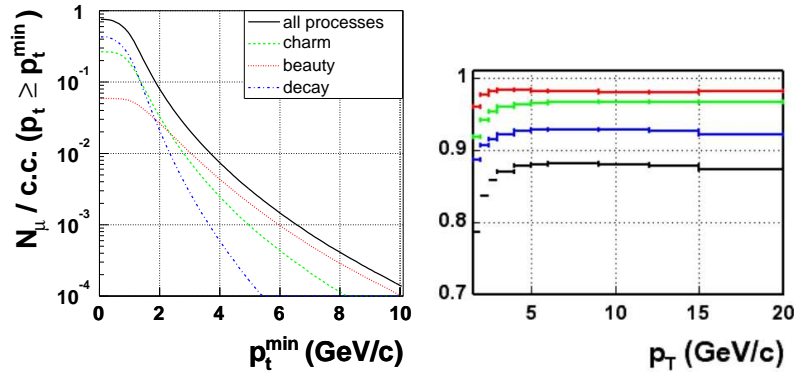 N_μ / c.c. (p_t ≥ p_t^min)
1
10^-1
10^-2
10^-3
10^-4
all processes
charm
beauty
decay
0 2 4 6 8 10
p_t^min (GeV/c)
1
0.9
0.8
0.7
5 10 15 20
p_T (GeV/c)